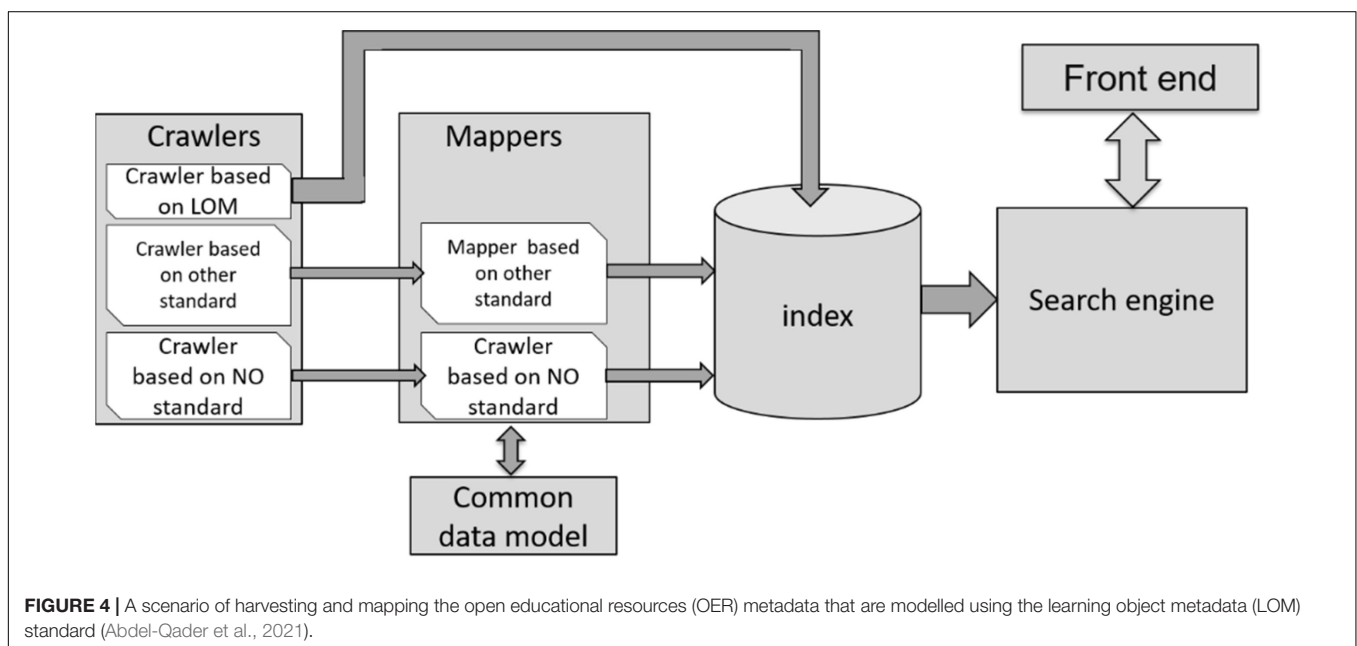 Crawlers
Crawler based
on LOM
Crawler based
on other
standard
Crawler
based on NO
standard
Mappers
Mapper based
on other
standard
Crawler
based on NO
standard
Common
data model
index
Front end
Search engine
FIGURE 4 | A scenario of harvesting and mapping the open educational resources (OER) metadata that are modelled using the learning object metadata (LOM)
standard (Abdel-Qader et al., 2021).